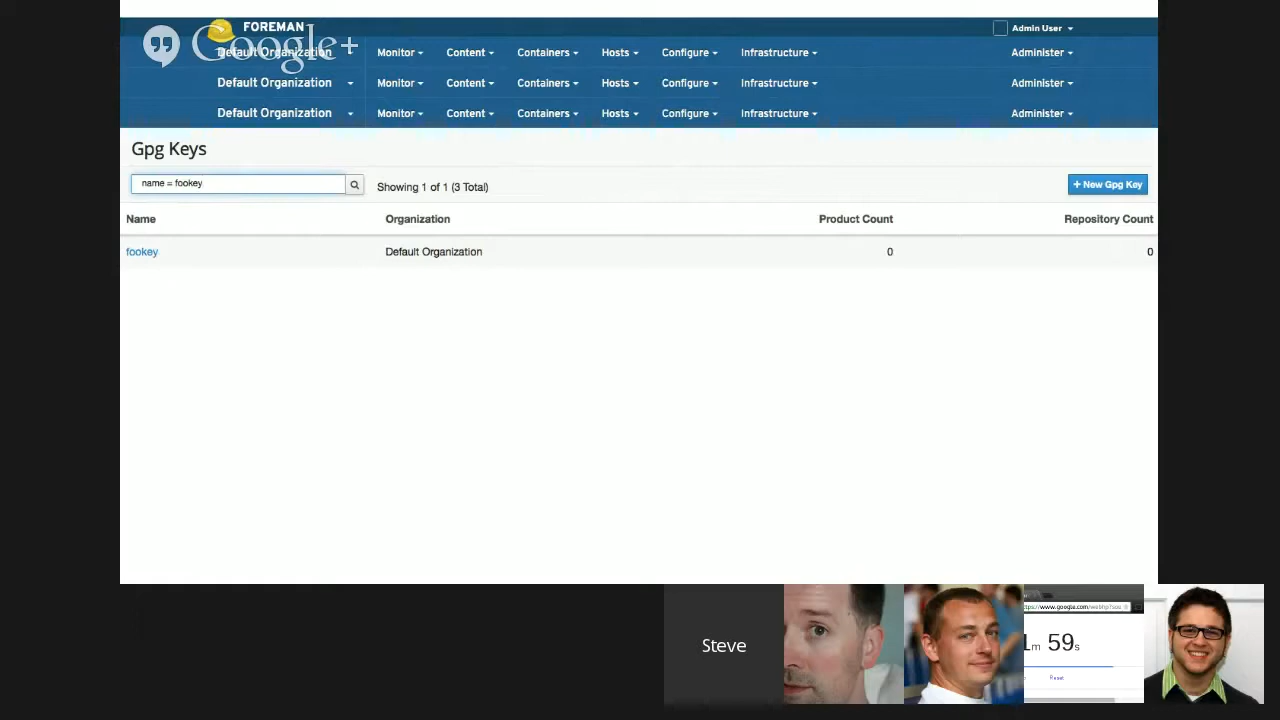 FOREMAN
Admin User
Google+
Default Organization Monitor Content Containers Hosts Configure Infrastructure Administer
Default Organization Monitor Content Containers Hosts Configure Infrastructure Administer
Default Organization Monitor Content Containers Hosts Configure Infrastructure Administer
Gpg Keys
name = fookey
Showing 1 of 1 (3 Total)
+ New Gpg Key
Name Organization Product Count Repository Count
fookey Default Organization 0 0
Steve
59s
Reset